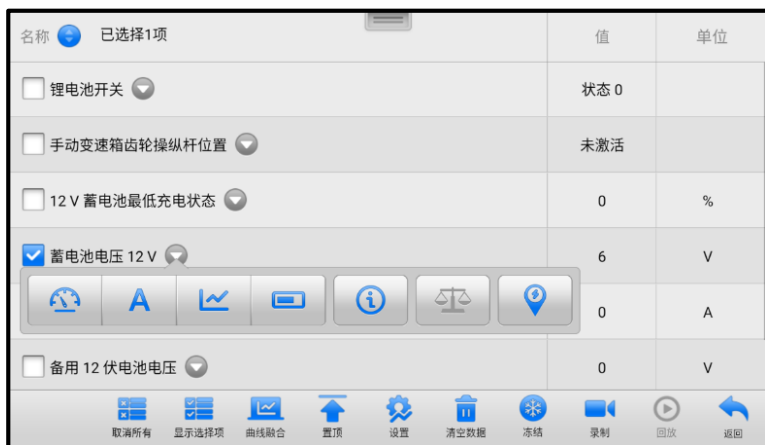 名称 已选择1项 值 单位
锂电池开关 状态 0
手动变速箱齿轮操纵杆位置 未激活
12 V 蓄电池最低充电状态 0 %
蓄电池电压 12 V 6 V
A
0 A
备用 12 伏电池电压 0 V
取消所有 显示选择项 曲线融合 置顶 设置 清空数据 冻结 录制 回放 返回